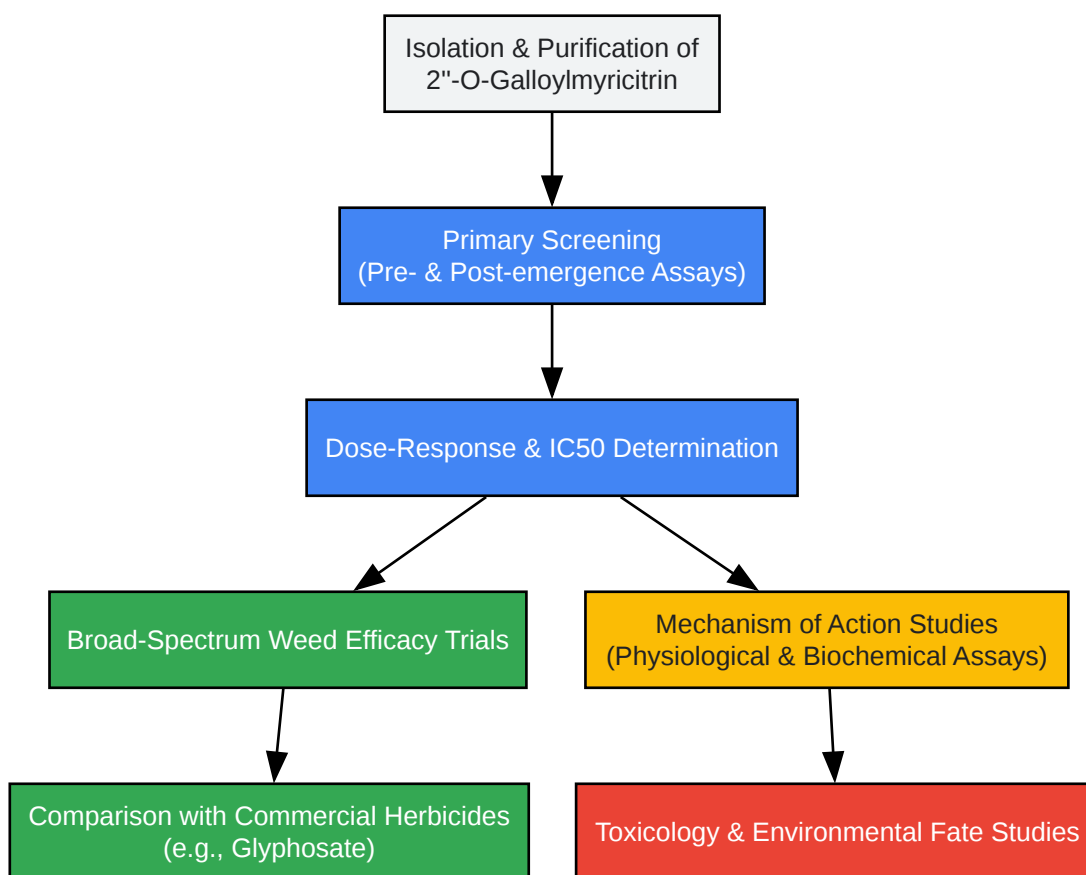 Isolation & Purification of
2"-O-Galloylmyricitrin
Primary Screening
(Pre- & Post-emergence Assays)
Dose-Response & IC50 Determination
Broad-Spectrum Weed Efficacy Trials
Mechanism of Action Studies
(Physiological & Biochemical Assays)
Comparison with Commercial Herbicides
(e.g., Glyphosate)
Toxicology & Environmental Fate Studies